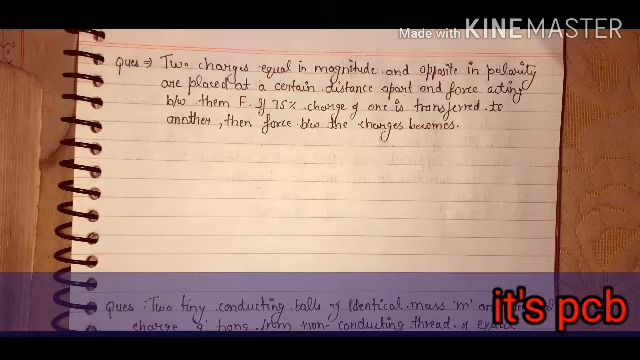 Made with KINEMASTER
Ques ⇒ Two charges equal in magnitude and opposite in polarity
are placed at a certain distance apart and force acting
b/w them F. If 75% charge of one is transferred to
another, then force b/w the charges becomes.
it's pcb
Ques : Two tiny conducting balls of identical mass 'm' and
charge q hang from non-conducting thread of